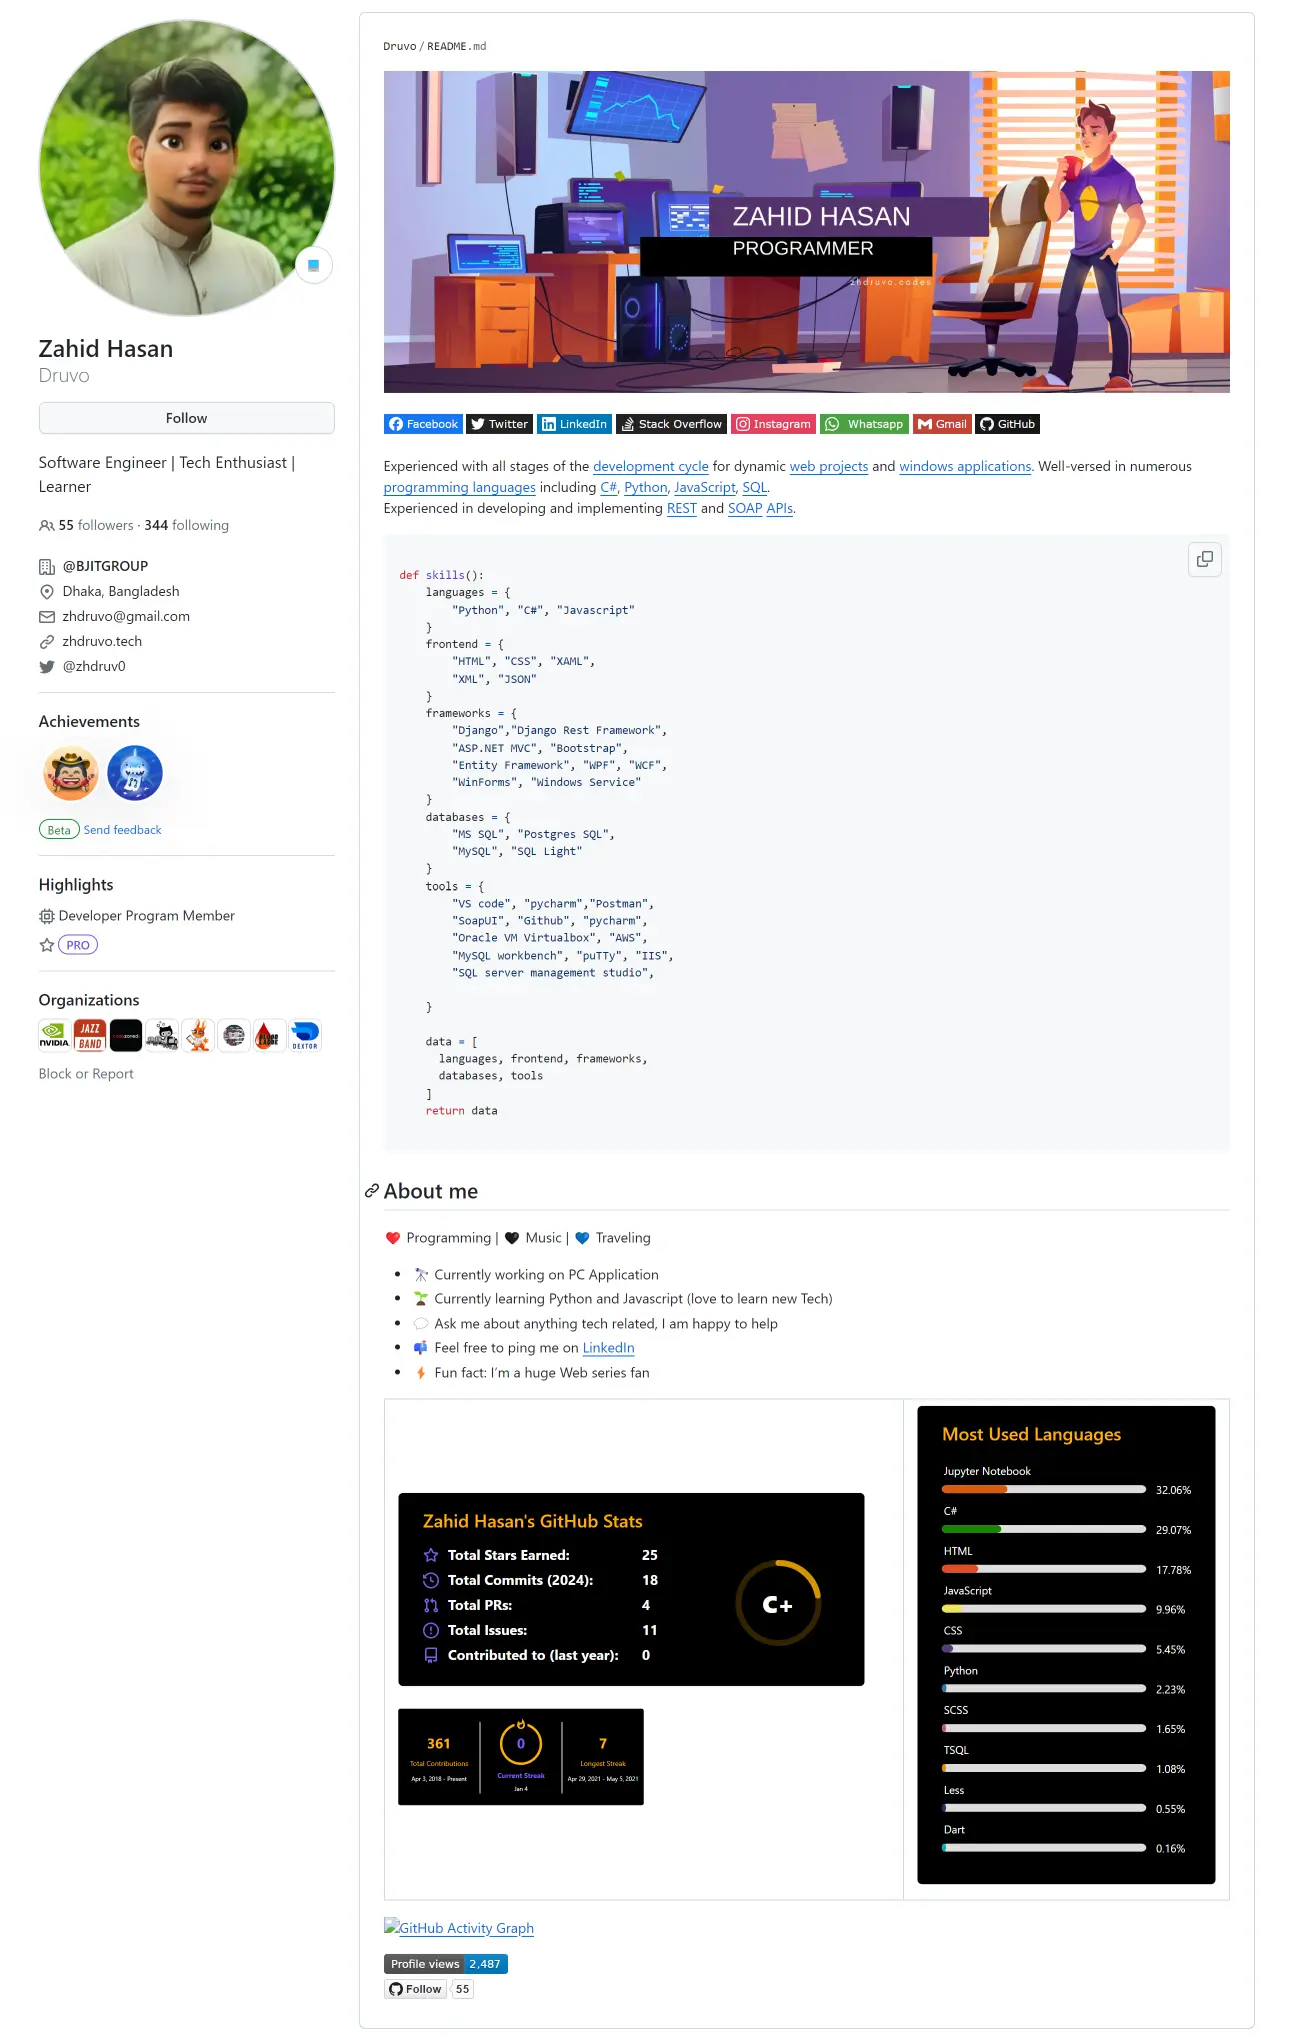 Zahid Hasan
Druvo
Follow
Software Engineer | Tech Enthusiast |
Learner
55 followers · 344 following
@BJITGROUP
Dhaka, Bangladesh
zhdruvo@gmail.com
zhdruvo.tech
@zhdruv0
Achievements
Beta Send feedback
Highlights
Developer Program Member
PRO
Organizations
NVIDIA
JAZZ
BAND
DEXTOR
Block or Report
Druvo / README.md
ZAHID HASAN
PROGRAMMER
zhdruvo.codes
Facebook Twitter LinkedIn Stack Overflow Instagram Whatsapp Gmail GitHub
Experienced with all stages of the development cycle for dynamic web projects and windows applications. Well-versed in numerous
programming languages including C#, Python, JavaScript, SQL.
Experienced in developing and implementing REST and SOAP APIs.
def skills():
    languages = {
        "Python", "C#", "Javascript"
    }
    frontend = {
        "HTML", "CSS", "XAML",
        "XML", "JSON"
    }
    frameworks = {
        "Django","Django Rest Framework",
        "ASP.NET MVC", "Bootstrap",
        "Entity Framework", "WPF", "WCF",
        "WinForms", "Windows Service"
    }
    databases = {
        "MS SQL", "Postgres SQL",
        "MySQL", "SQL Light"
    }
    tools = {
        "VS code", "pycharm","Postman",
        "SoapUI", "Github", "pycharm",
        "Oracle VM Virtualbox", "AWS",
        "MySQL workbench", "puTTy", "IIS",
        "SQL server management studio",
    }
    data = [
      languages, frontend, frameworks,
      databases, tools
    ]
    return data
About me
❤️ Programming | 🖤 Music | 💙 Traveling
• 🔭 Currently working on PC Application
• 🌱 Currently learning Python and Javascript (love to learn new Tech)
• 💬 Ask me about anything tech related, I am happy to help
• 📫 Feel free to ping me on LinkedIn
• ⚡ Fun fact: I'm a huge Web series fan
Zahid Hasan's GitHub Stats
Total Stars Earned: 25
Total Commits (2024): 18
Total PRs: 4
Total Issues: 11
Contributed to (last year): 0
C+
361
Total Contributions
Apr 3, 2018 - Present
0
Current Streak
Jan 4
7
Longest Streak
Apr 29, 2021 - May 5, 2021
Most Used Languages
Jupyter Notebook
32.06%
C#
29.07%
HTML
17.78%
JavaScript
9.96%
CSS
5.45%
Python
2.23%
SCSS
1.65%
TSQL
1.08%
Less
0.55%
Dart
0.16%
GitHub Activity Graph
Profile views 2,487
Follow 55